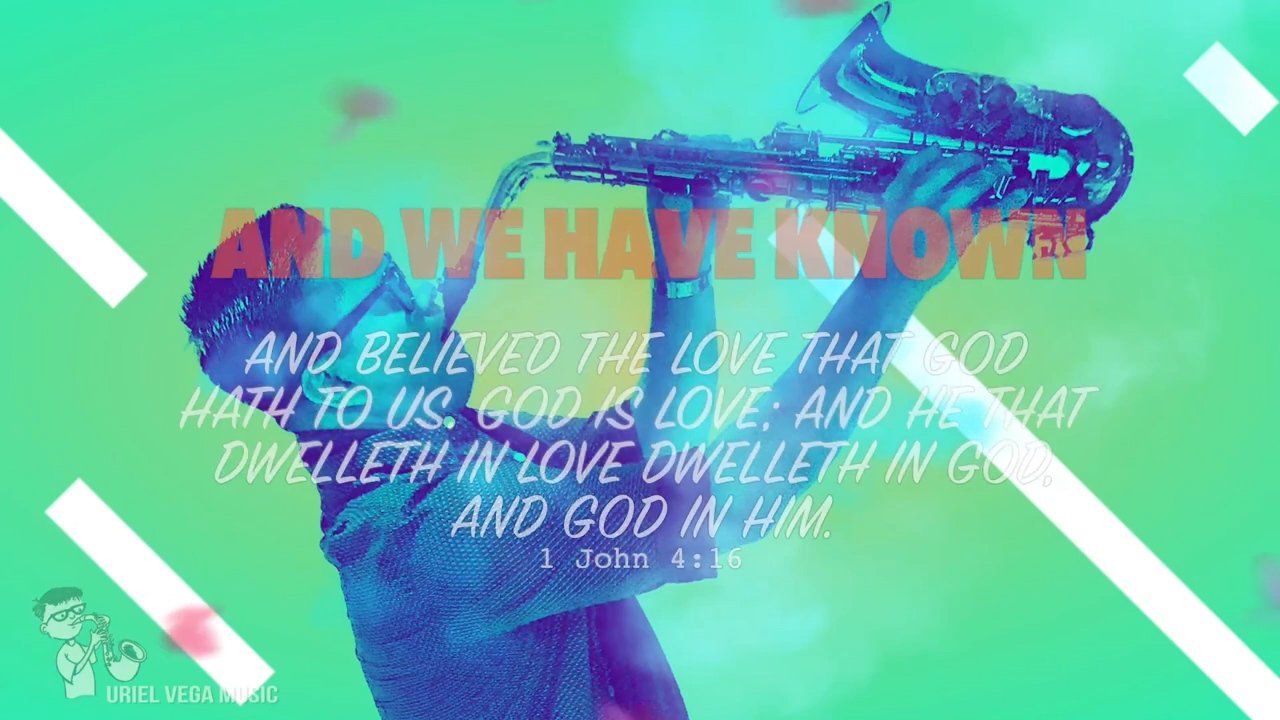 AND WE HAVE KNOWN
AND BELIEVED THE LOVE THAT GOD
HATH TO US. GOD IS LOVE; AND HE THAT
DWELLETH IN LOVE DWELLETH IN GOD,
AND GOD IN HIM.
1 John 4:16
URIEL VEGA MUSIC